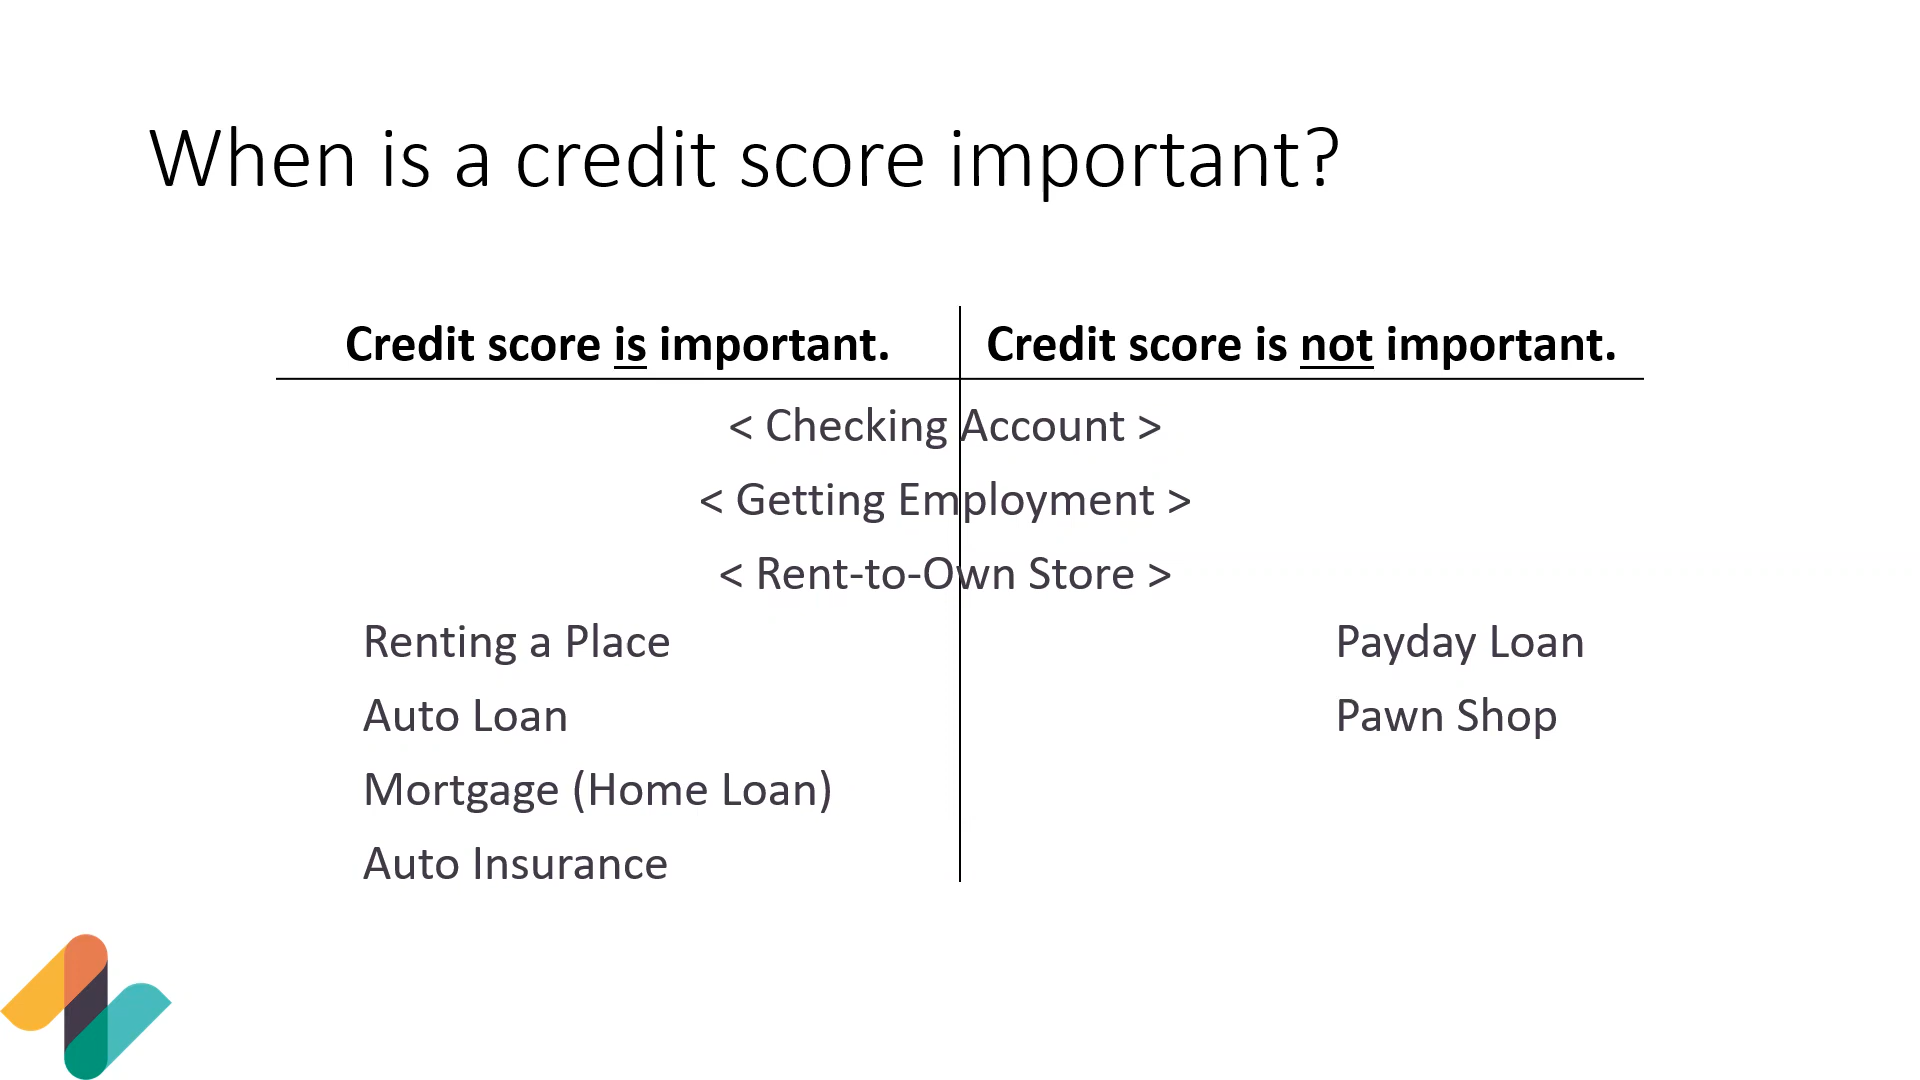 When is a credit score important?
Credit score is important.
Credit score is not important.
< Checking Account >
< Getting Employment >
< Rent-to-Own Store >
Renting a Place
Payday Loan
Auto Loan
Pawn Shop
Mortgage (Home Loan)
Auto Insurance